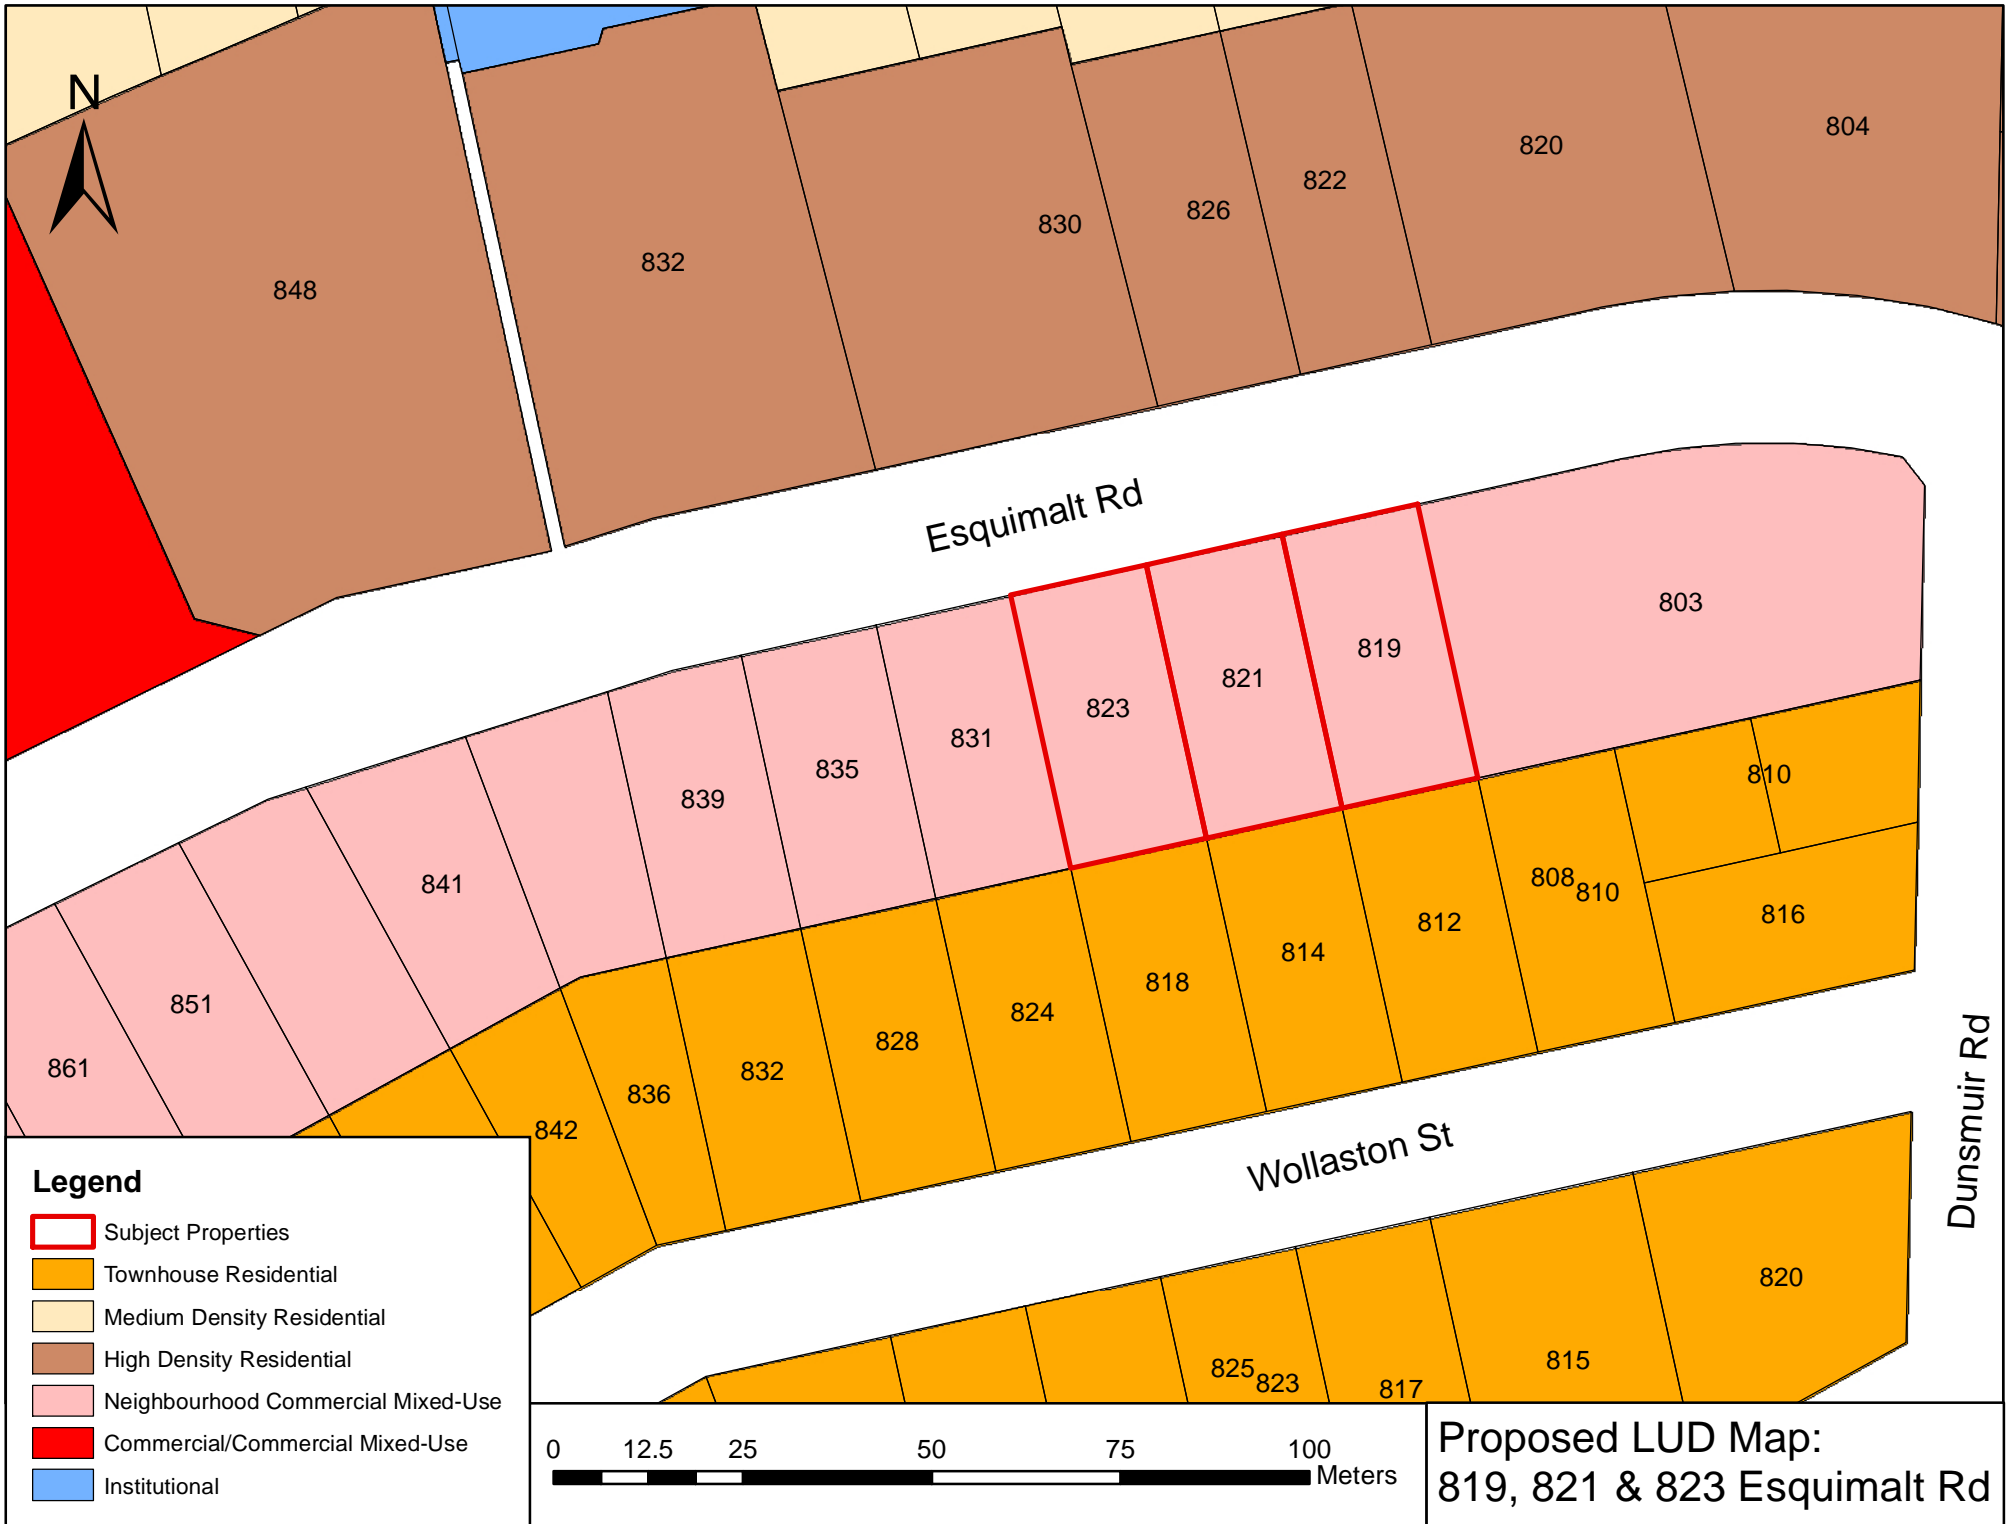 N
804
820
822
826
830
832
848
Esquimalt Rd
803
819
821
823
831
835
839
841
851
861
810
816
808
810
812
814
818
824
828
832
836
842
Wollaston St
Dunsmuir Rd
820
815
817
823
825
Legend
Subject Properties
Townhouse Residential
Medium Density Residential
High Density Residential
Neighbourhood Commercial Mixed-Use
Commercial/Commercial Mixed-Use
Institutional
0 12.5 25 50 75 100
Meters
Proposed LUD Map:
819, 821 & 823 Esquimalt Rd